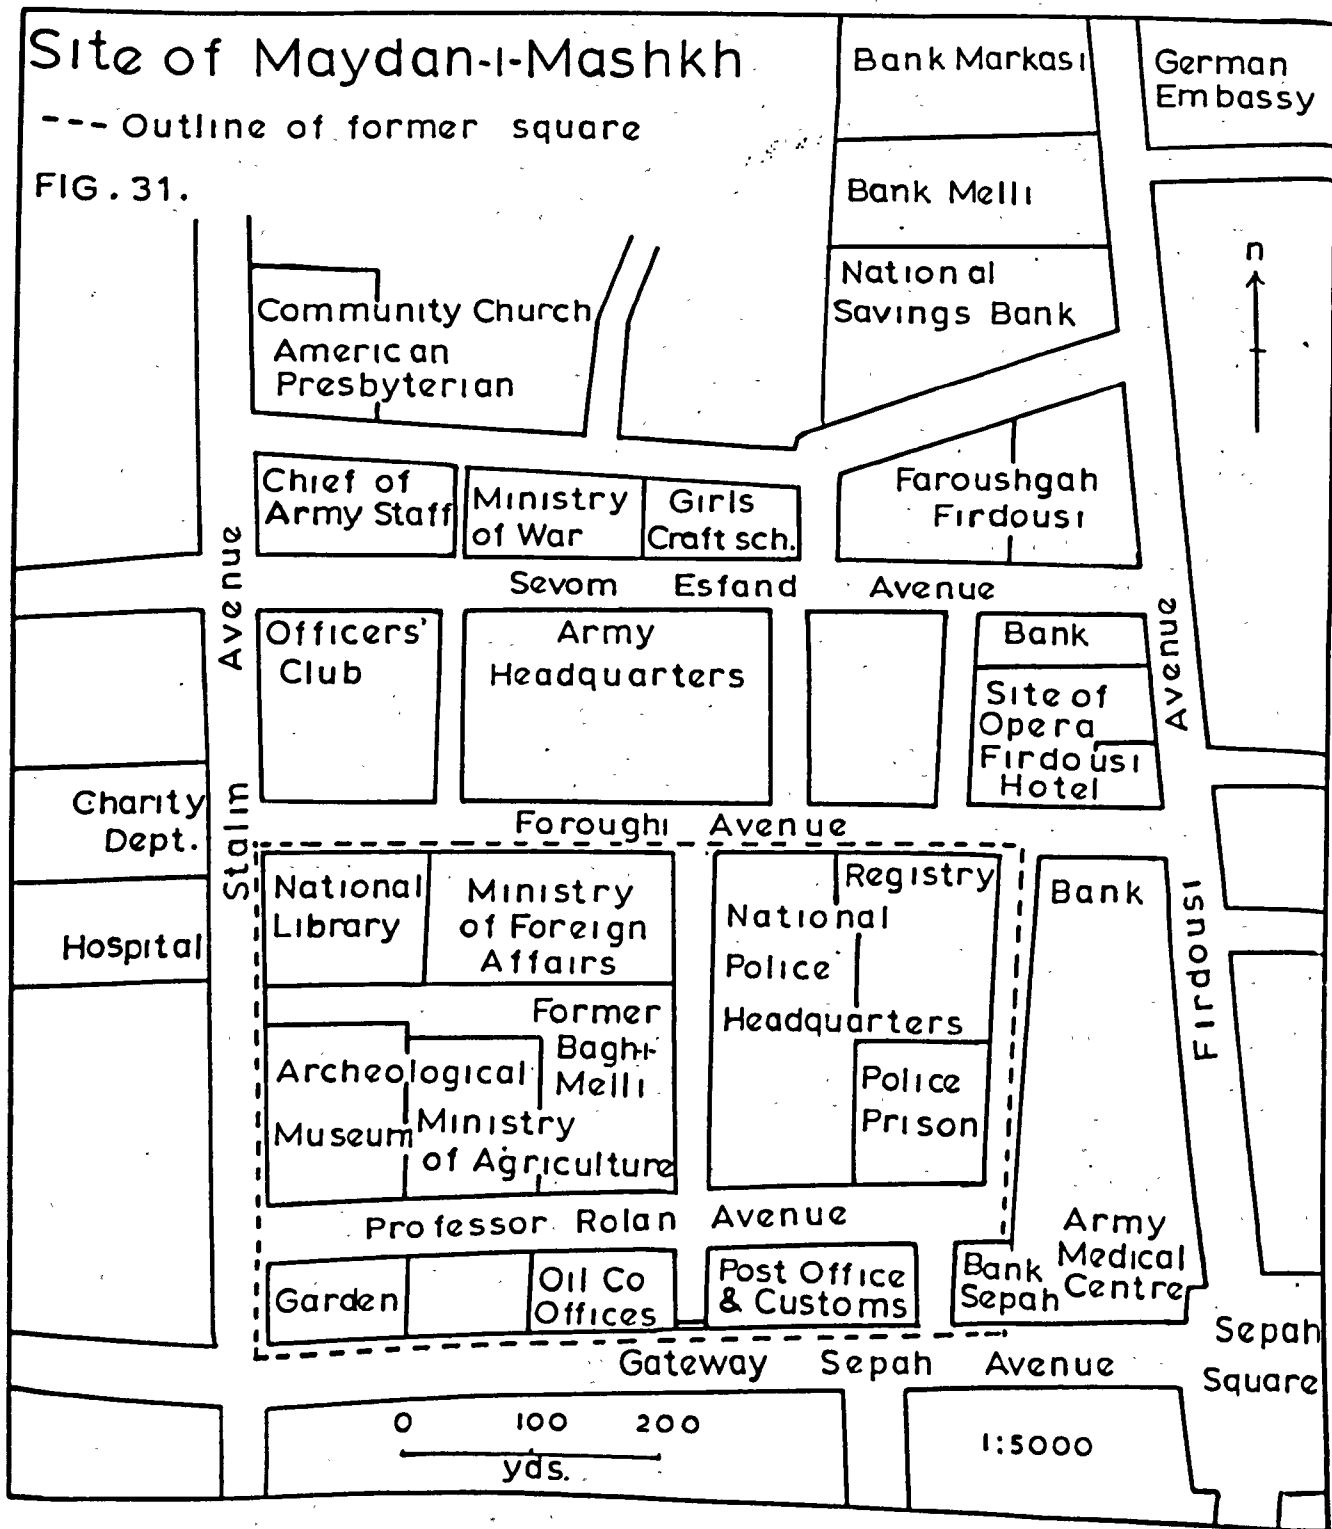 Site of Maydan-i-Mashkh
--- Outline of former square
FIG. 31.
Bank Markasi
German
Embassy
Bank Melli
n
National
Savings Bank
Community Church
American
Presbyterian
Chief of
Army Staff
Ministry
of War
Girls
Craft sch.
Faroushgah
Firdousi
Sevom Esfand Avenue
Officers'
Club
Army
Headquarters
Bank
Site of
Opera
Firdousi
Hotel
Charity
Dept.
Hospital
Stalim Avenue
Foroughi Avenue
National
Library
Ministry
of Foreign
Affairs
Registry
National
Police
Headquarters
Bank
Firdousi Avenue
Former
Bagh-i-
Melli
Archeological
Museum
Ministry
of Agriculture
Police
Prison
Professor Rolan Avenue
Garden
Oil Co
Offices
Post Office
& Customs
Bank
Sepah
Army
Medical
Centre
Gateway Sepah Avenue
Sepah
Square
0 100 200
yds.
1:5000